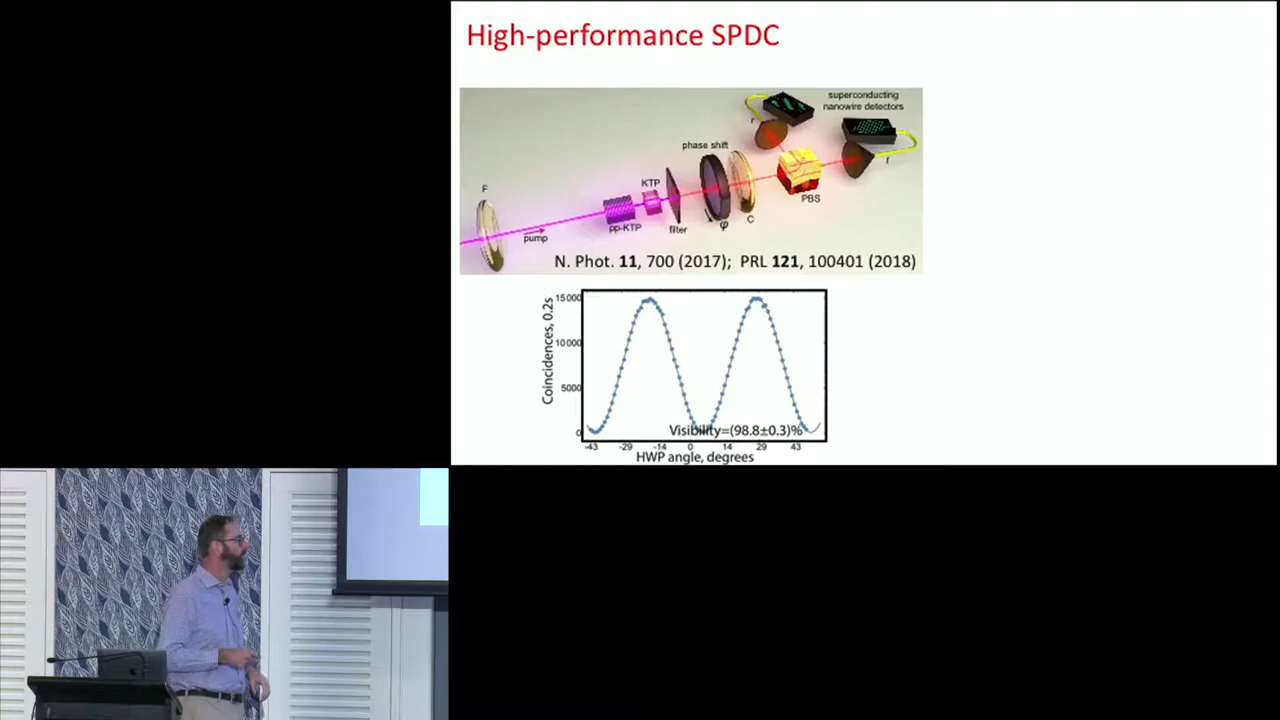 High-performance SPDC
superconducting
nanowire detectors
r
phase shift
t
KTP
F
PBS
C
pump
pp-KTP
filter
φ
N. Phot. 11, 700 (2017); PRL 121, 100401 (2018)
Coincidences, 0.2s
15000
10000
5000
0
Visibility=(98.8±0.3)%
-43 -29 -14 0 14 29 43
HWP angle, degrees